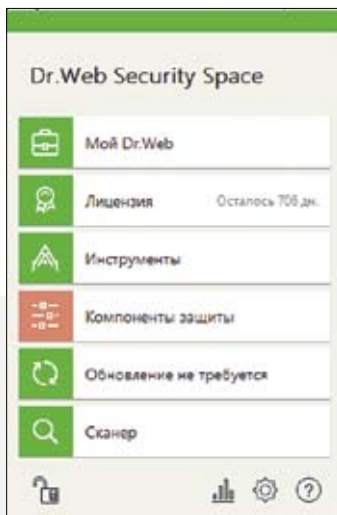 Dr.Web Security Space
Мой Dr.Web
Лицензия Осталось 706 дн.
Инструменты
Компоненты защиты
Обновление не требуется
Сканер